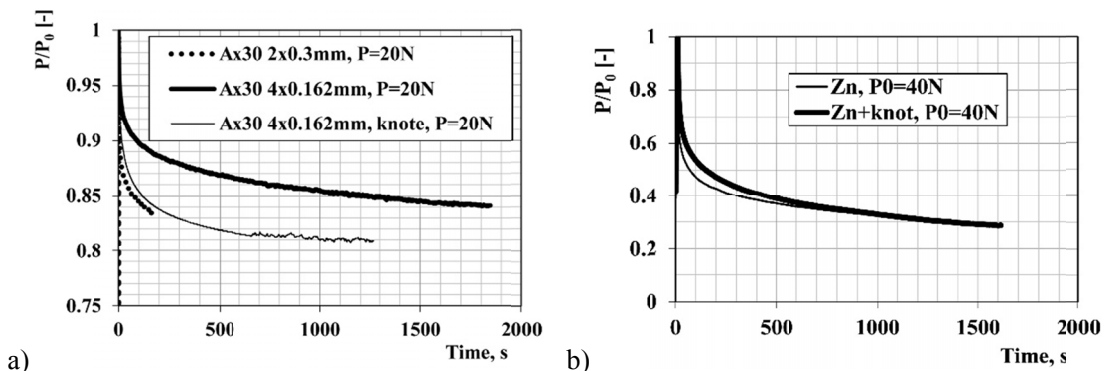 P/P₀ [-]
1
0.95
0.9
0.85
0.8
0.75
Ax30 2x0.3mm, P=20N
Ax30 4x0.162mm, P=20N
Ax30 4x0.162mm, knote, P=20N
0 500 1000 1500 2000
Time, s
a)
P/P₀ [-]
1
0.8
0.6
0.4
0.2
0
Zn, P0=40N
Zn+knot, P0=40N
0 500 1000 1500 2000
Time, s
b)